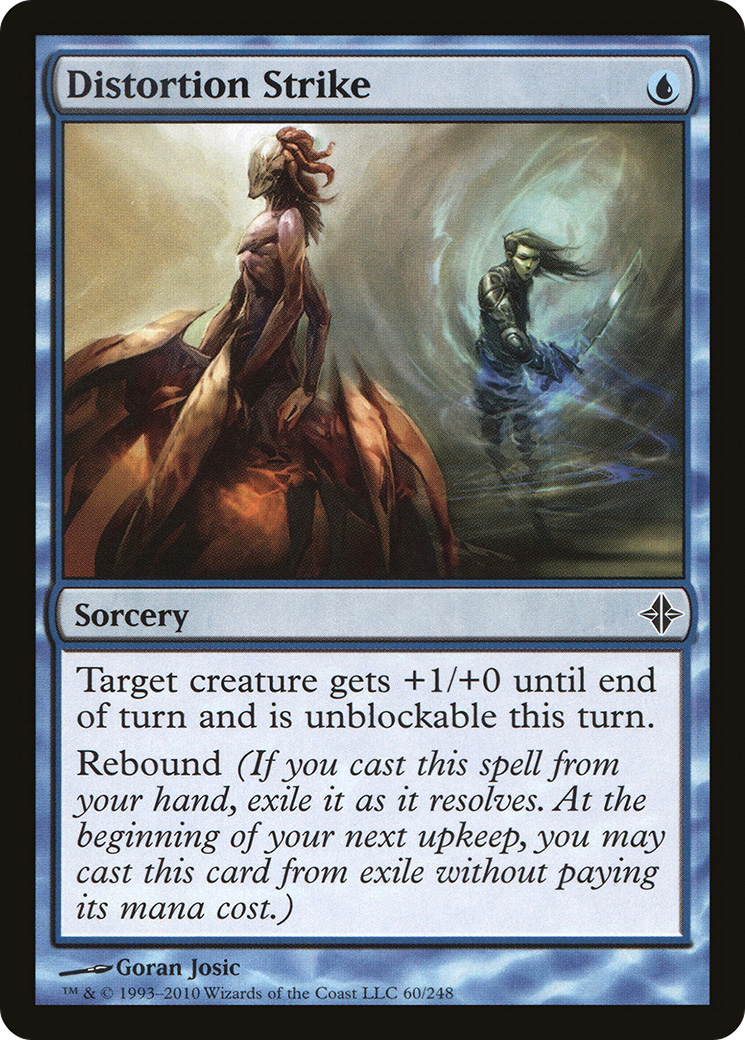 Distortion Strike
Sorcery
Target creature gets +1/+0 until end
of turn and is unblockable this turn.
Rebound (If you cast this spell from
your hand, exile it as it resolves. At the
beginning of your next upkeep, you may
cast this card from exile without paying
its mana cost.)
Goran Josic
™ & © 1993–2010 Wizards of the Coast LLC 60/248